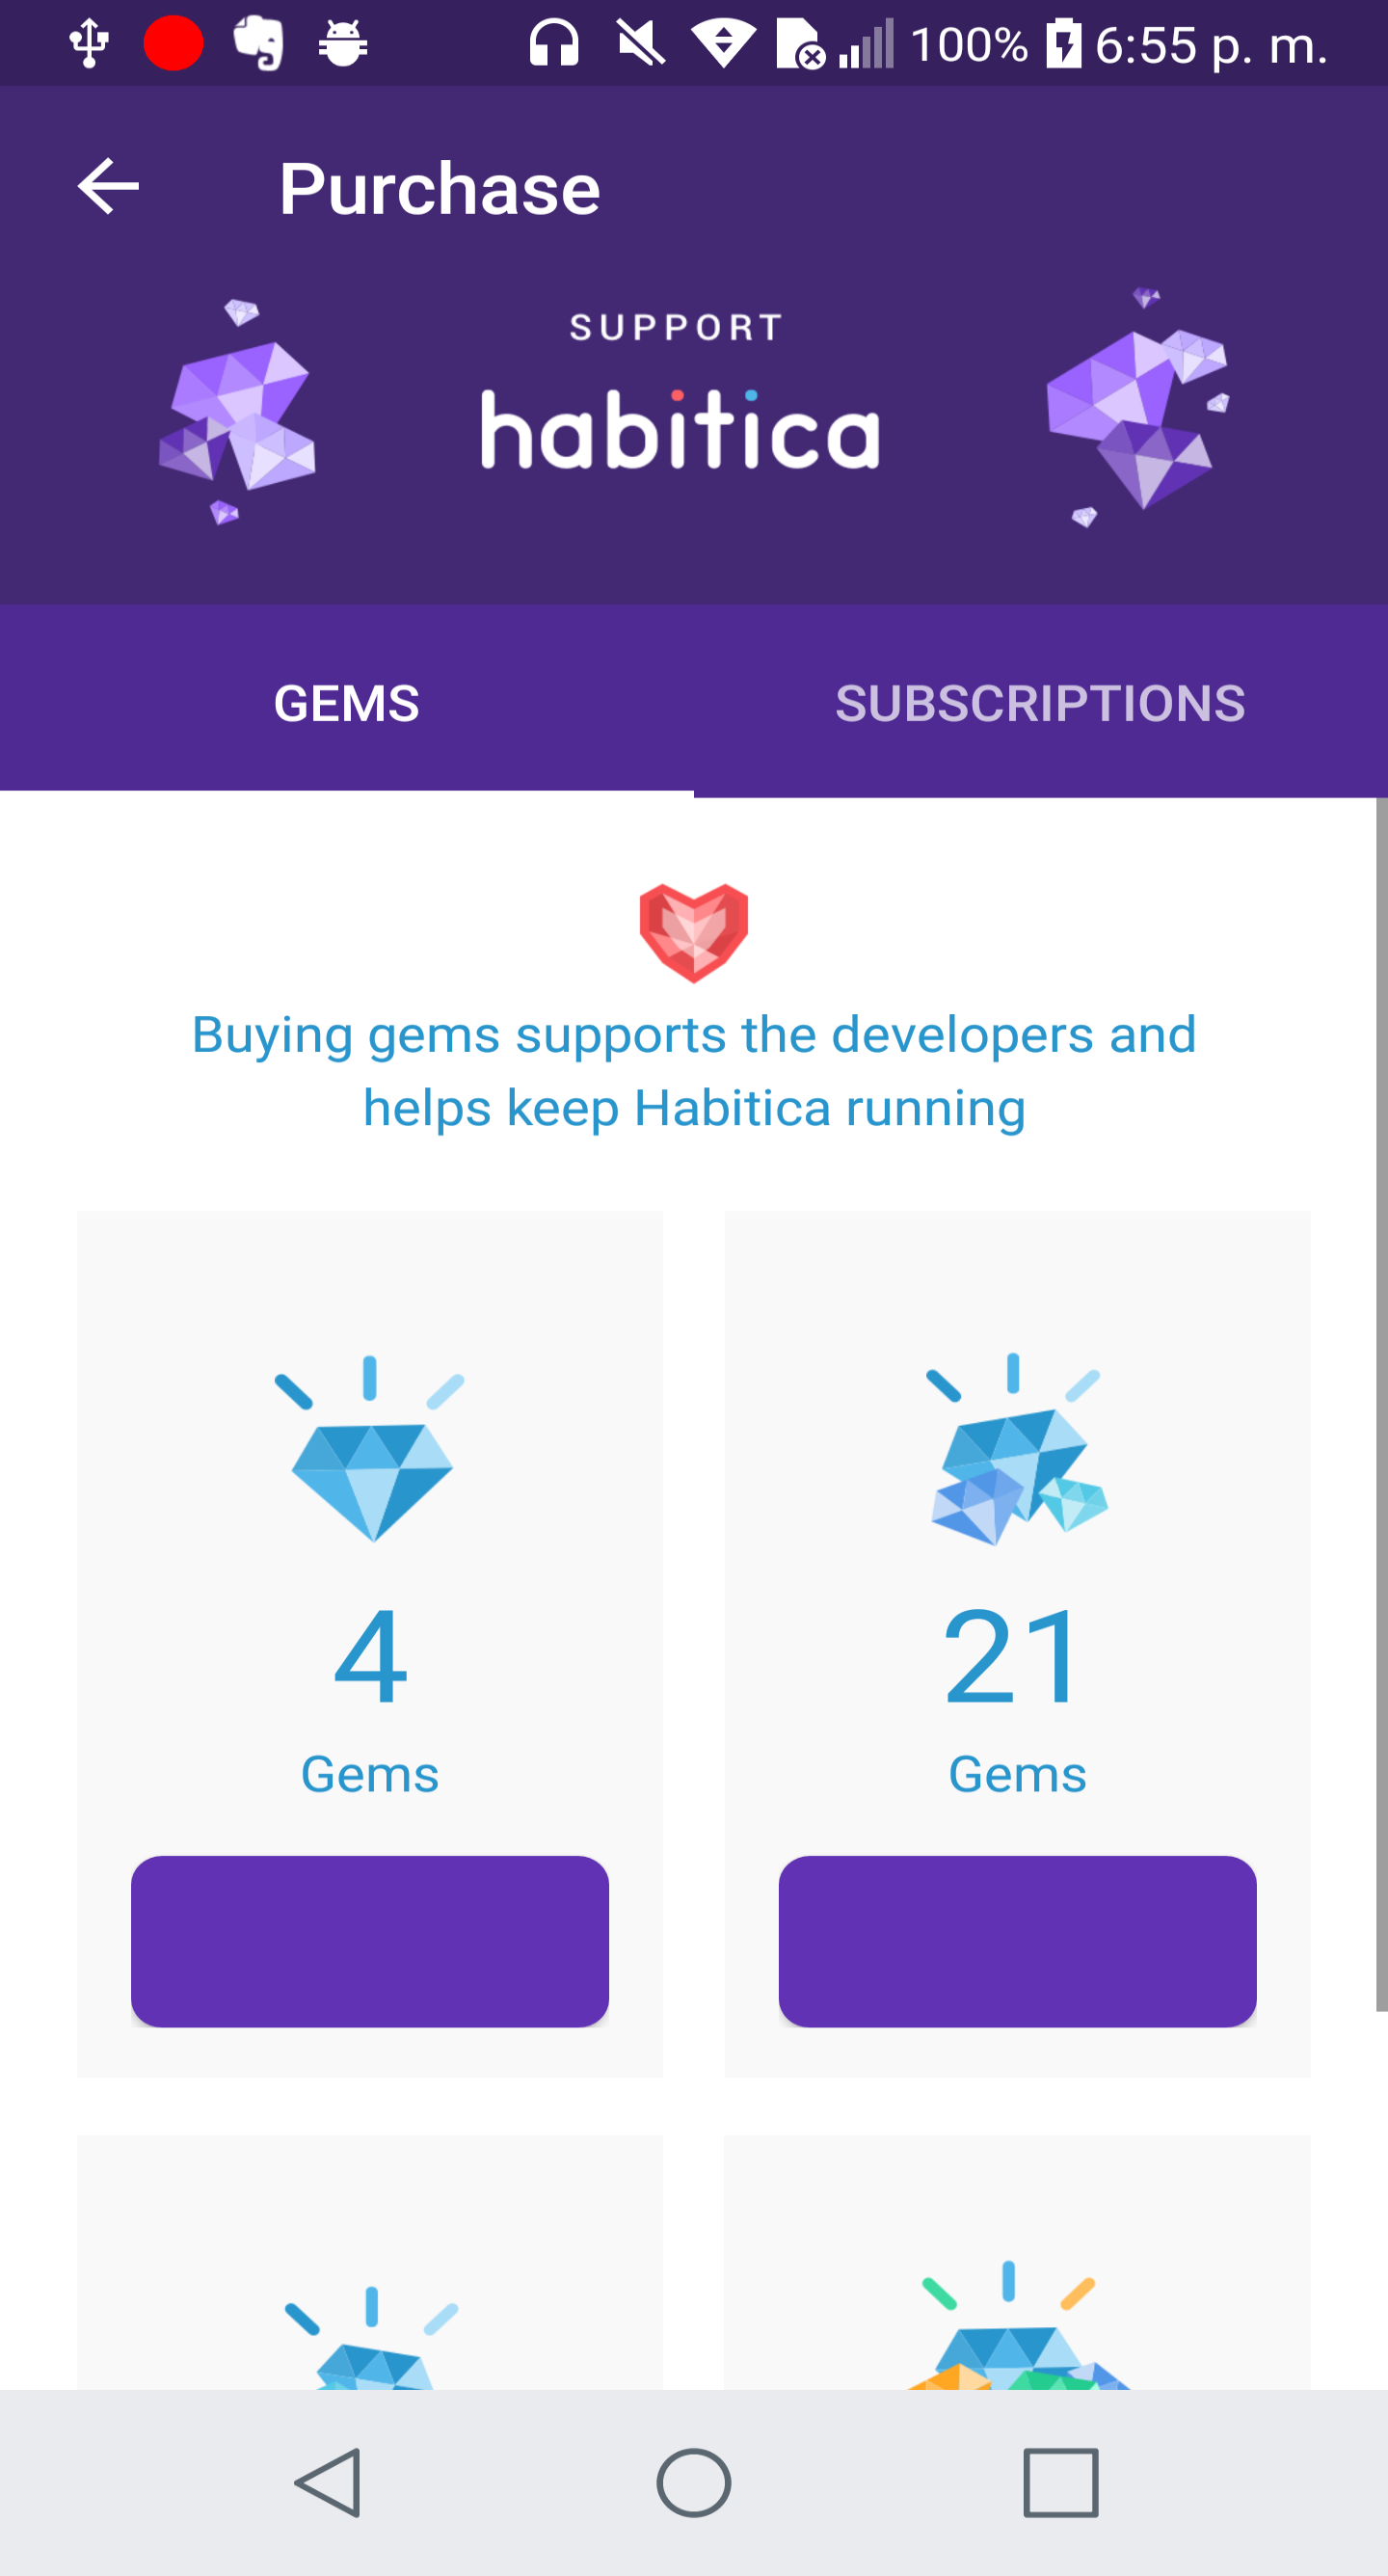 100% 6:55 p. m.
Purchase
SUPPORT
habitica
GEMS
SUBSCRIPTIONS
Buying gems supports the developers and
helps keep Habitica running
4
Gems
21
Gems